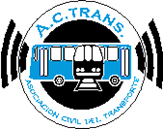 A.C.TRANS.
ASOCIACION CIVIL DEL TRANSPORTE